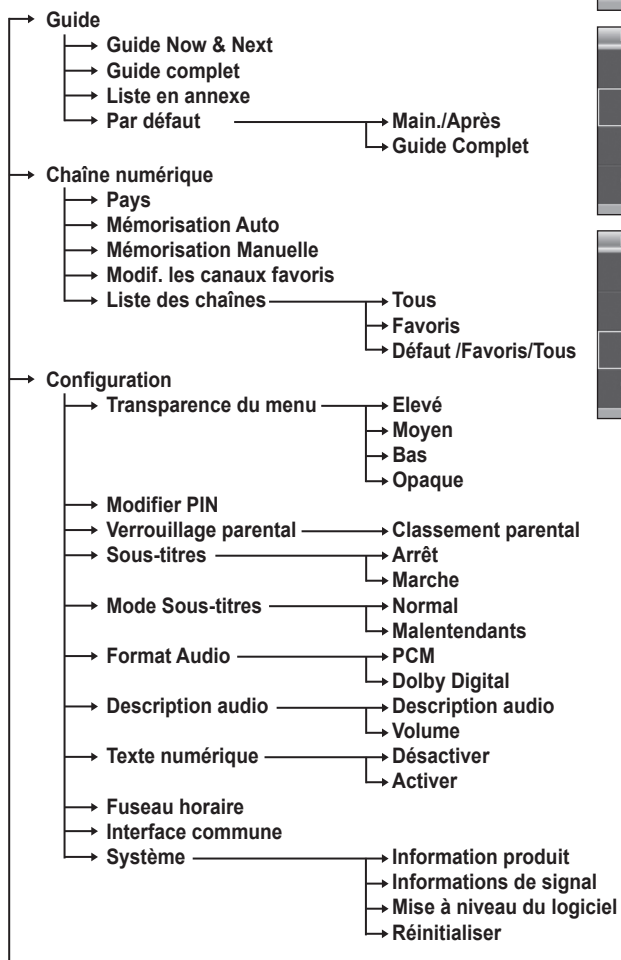 Guide
Guide Now & Next
Guide complet
Liste en annexe
Par défaut Main./Après
Guide Complet
Chaîne numérique
Pays
Mémorisation Auto
Mémorisation Manuelle
Modif. les canaux favoris
Liste des chaînes Tous
Favoris
Défaut /Favoris/Tous
Configuration
Transparence du menu Elevé
Moyen
Bas
Opaque
Modifier PIN
Verrouillage parental Classement parental
Sous-titres Arrêt
Marche
Mode Sous-titres Normal
Malentendants
Format Audio PCM
Dolby Digital
Description audio Description audio
Volume
Texte numérique Désactiver
Activer
Fuseau horaire
Interface commune
Système Information produit
Informations de signal
Mise à niveau du logiciel
Réinitialiser